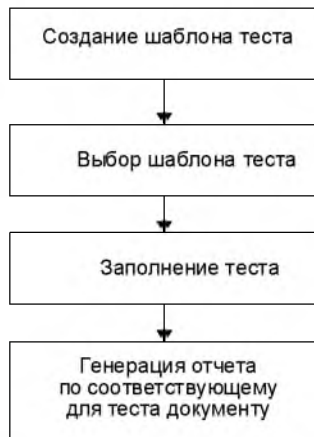 Создание шаблона теста
Выбор шаблона теста
Заполнение теста
Генерация отчета
по соответствующему
для теста документу